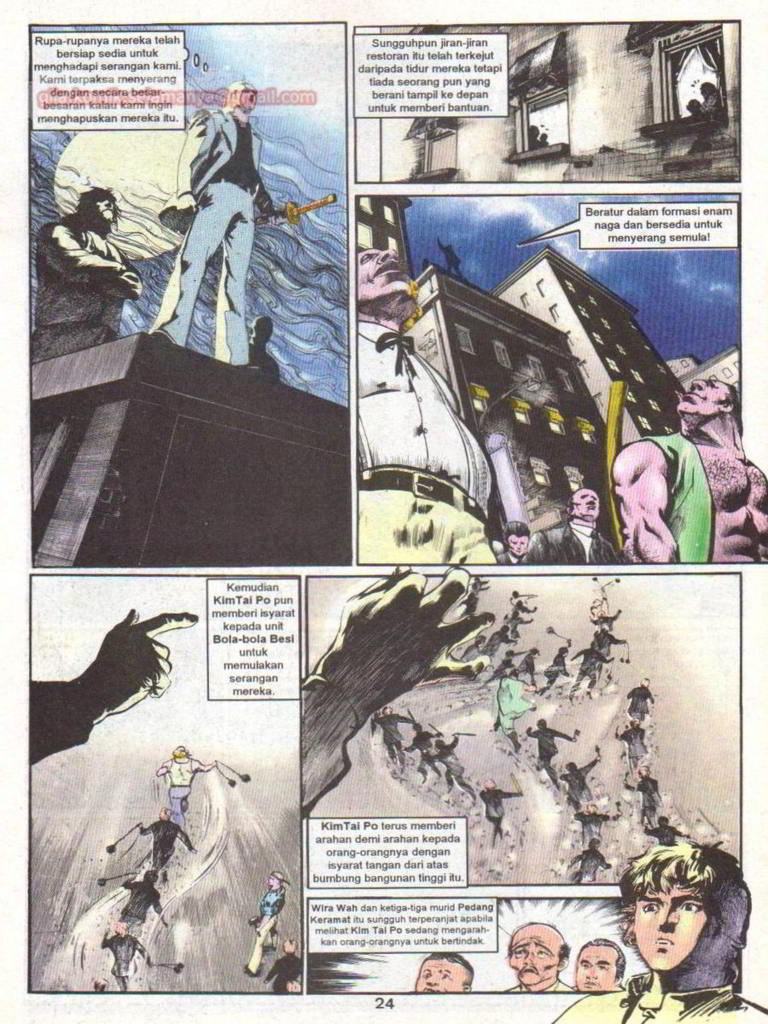 Rupa-rupanya mereka telah
bersiap sedia untuk
menghadapi serangan kami.
Kami terpaksa menyerang
dengan secara besar-
besaran kalau kami ingin
menghapuskan mereka itu.
Sungguhpun jiran-jiran
restoran itu telah terkejut
daripada tidur mereka tetapi
tiada seorang pun yang
berani tampil ke depan
untuk memberi bantuan.
Beratur dalam formasi enam
naga dan bersedia untuk
menyerang semula!
Kemudian
KimTai Po pun
memberi isyarat
kepada unit
Bola-bola Besi
untuk
memulakan
serangan
mereka.
KimTai Po terus memberi
arahan demi arahan kepada
orang-orangnya dengan
isyarat tangan dari atas
bumbung bangunan tinggi itu.
Wira Wah dan ketiga-tiga murid Pedang
Keramat itu sungguh terperanjat apabila
melihat Kim Tai Po sedang mengarah-
kan orang-orangnya untuk bertindak.
24